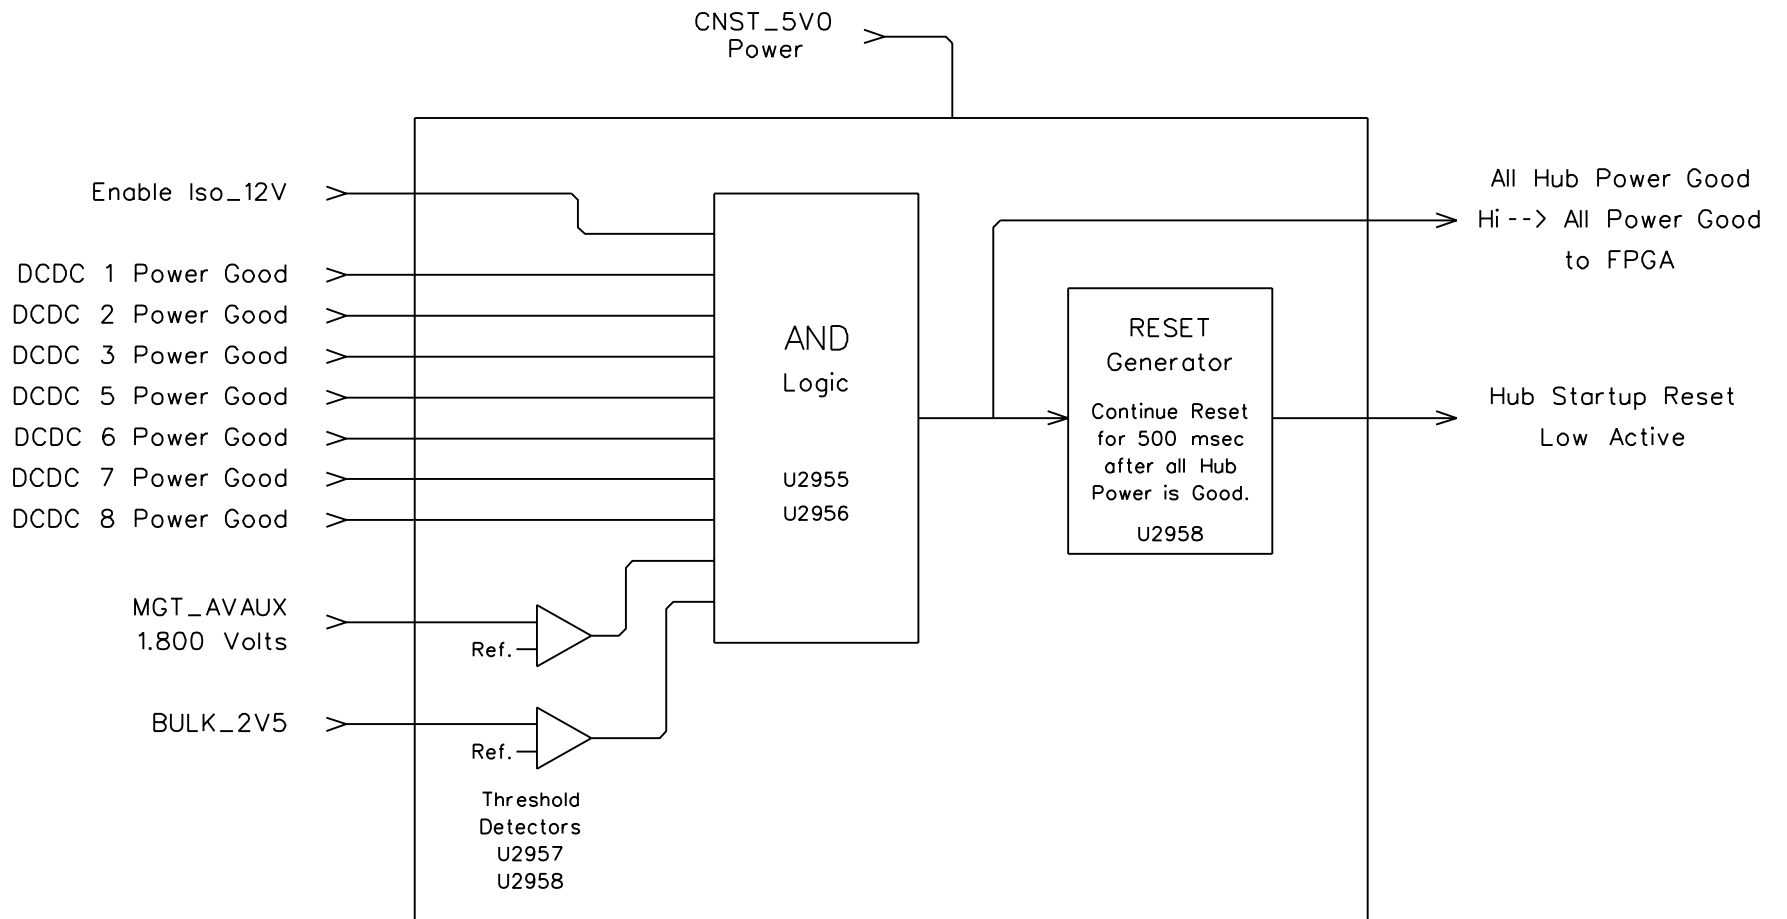 CNST_5V0
Power
Enable Iso_12V
DCDC 1 Power Good
DCDC 2 Power Good
DCDC 3 Power Good
DCDC 5 Power Good
DCDC 6 Power Good
DCDC 7 Power Good
DCDC 8 Power Good
MGT_AVAUX
1.800 Volts
BULK_2V5
Ref.
Ref.
Threshold
Detectors
U2957
U2958
AND
Logic
U2955
U2956
RESET
Generator
Continue Reset
for 500 msec
after all Hub
Power is Good.
U2958
All Hub Power Good
Hi --> All Power Good
to FPGA
Hub Startup Reset
Low Active